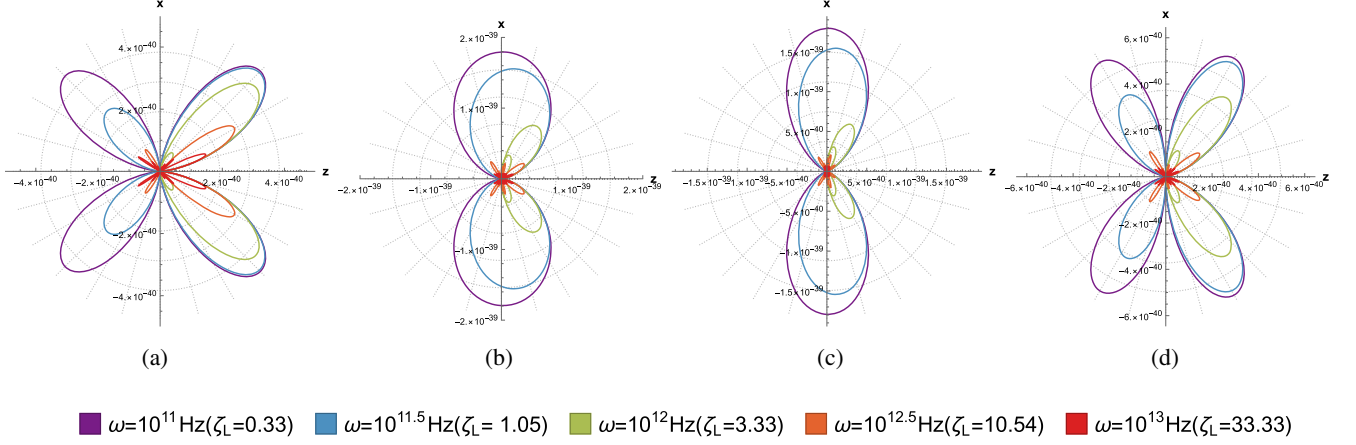 x
4.×10⁻⁴⁰
2.×10⁻⁴⁰
-4.×10⁻⁴⁰ -2.×10⁻⁴⁰ 2.×10⁻⁴⁰ 4.×10⁻⁴⁰ z
-2.×10⁻⁴⁰
-4.×10⁻⁴⁰
(a)
x
2.×10⁻³⁹
1.×10⁻³⁹
-2.×10⁻³⁹ -1.×10⁻³⁹ 1.×10⁻³⁹ 2.×10⁻³⁹ z
-1.×10⁻³⁹
-2.×10⁻³⁹
(b)
x
1.5×10⁻³⁹
1.×10⁻³⁹
5.×10⁻⁴⁰
-1.5×10⁻³⁹ -1.×10⁻³⁹ -5.×10⁻⁴⁰ 5.×10⁻⁴⁰ 1.×10⁻³⁹ 1.5×10⁻³⁹ z
-5.×10⁻⁴⁰
-1.×10⁻³⁹
-1.5×10⁻³⁹
(c)
x
6.×10⁻⁴⁰
4.×10⁻⁴⁰
2.×10⁻⁴⁰
-6.×10⁻⁴⁰ -4.×10⁻⁴⁰ -2.×10⁻⁴⁰ 2.×10⁻⁴⁰ 4.×10⁻⁴⁰ 6.×10⁻⁴⁰ z
-2.×10⁻⁴⁰
-4.×10⁻⁴⁰
-6.×10⁻⁴⁰
(d)
ω=10¹¹Hz(ζ_L=0.33) ω=10¹¹·⁵Hz(ζ_L= 1.05) ω=10¹²Hz(ζ_L=3.33) ω=10¹²·⁵Hz(ζ_L=10.54) ω=10¹³Hz(ζ_L=33.33)